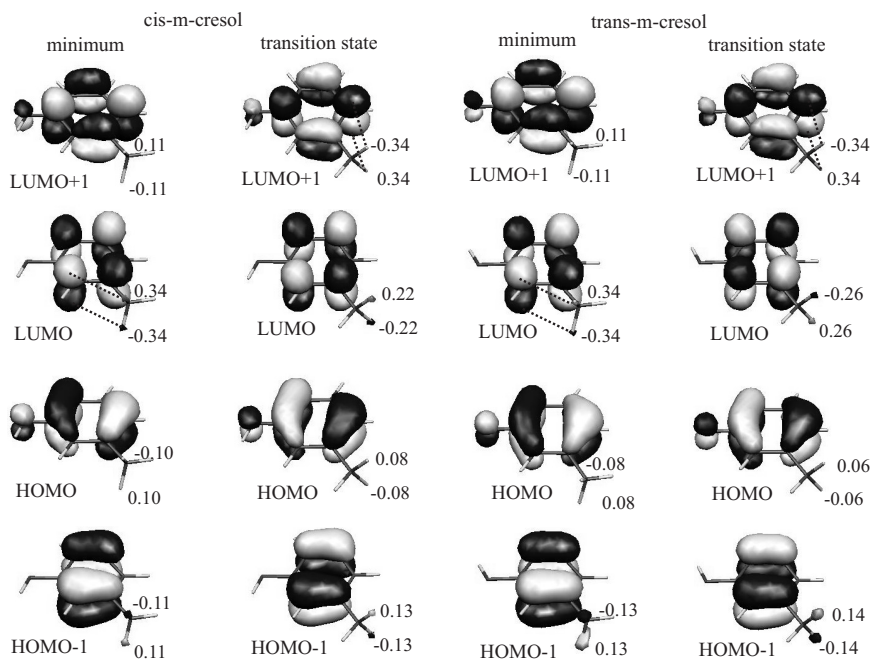 cis-m-cresol trans-m-cresol
minimum transition state minimum transition state
0.11 -0.34 0.11 -0.34
-0.11 0.34 -0.11 0.34
LUMO+1 LUMO+1 LUMO+1 LUMO+1
0.34 0.22 0.34 -0.26
-0.34 -0.22 -0.34 0.26
LUMO LUMO LUMO LUMO
-0.10 0.08 -0.08 0.06
0.10 -0.08 0.08 -0.06
HOMO HOMO HOMO HOMO
-0.11 0.13 -0.13 0.14
0.11 -0.13 0.13 -0.14
HOMO-1 HOMO-1 HOMO-1 HOMO-1